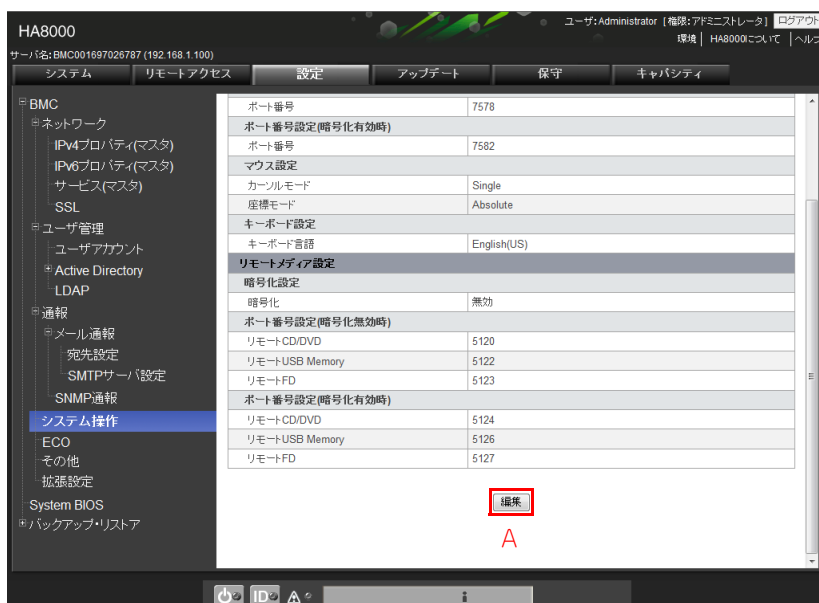 HA8000
ユーザ:Administrator [権限:アドミニストレータ] ログアウト
環境 | HA8000について | ヘルプ
サーバ名:BMC001697026787 (192.168.1.100)
システム リモートアクセス 設定 アップデート 保守 キャパシティ
BMC
ネットワーク
IPv4プロパティ(マスタ)
IPv6プロパティ(マスタ)
サービス(マスタ)
SSL
ユーザ管理
ユーザアカウント
Active Directory
LDAP
通報
メール通報
宛先設定
SMTPサーバ設定
SNMP通報
システム操作
ECO
その他
拡張設定
System BIOS
バックアップ・リストア
ポート番号 7578
ポート番号設定(暗号化有効時)
ポート番号 7582
マウス設定
カーソルモード Single
座標モード Absolute
キーボード設定
キーボード言語 English(US)
リモートメディア設定
暗号化設定
暗号化 無効
ポート番号設定(暗号化無効時)
リモートCD/DVD 5120
リモートUSB Memory 5122
リモートFD 5123
ポート番号設定(暗号化有効時)
リモートCD/DVD 5124
リモートUSB Memory 5126
リモートFD 5127
編集
A
ID